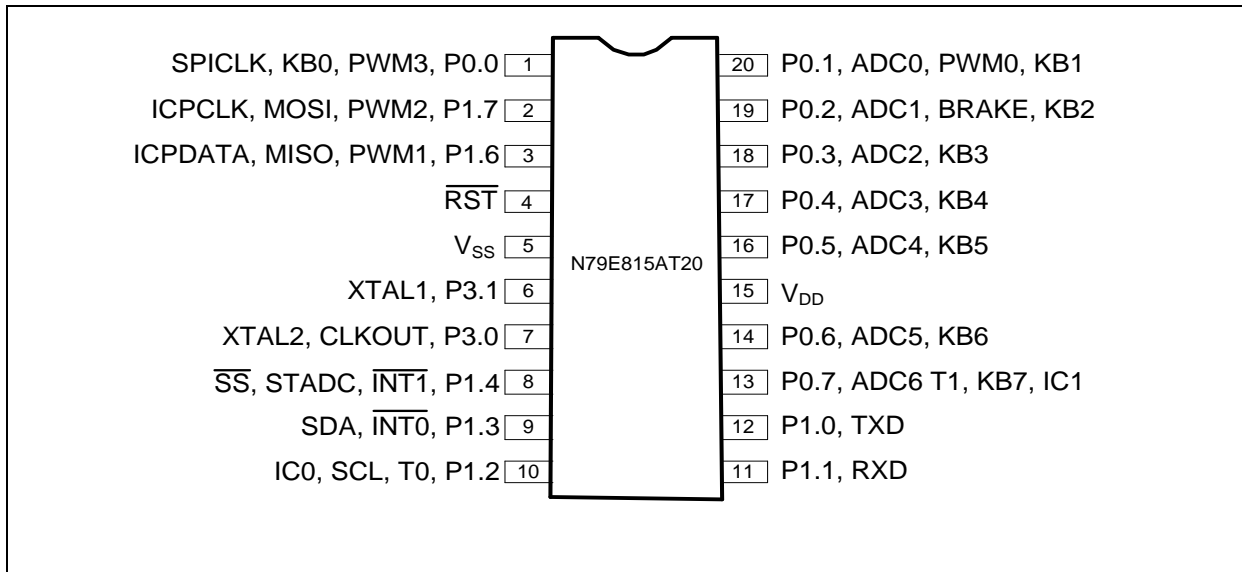 SPICLK, KB0, PWM3, P0.0 1 20 P0.1, ADC0, PWM0, KB1
ICPCLK, MOSI, PWM2, P1.7 2 19 P0.2, ADC1, BRAKE, KB2
ICPDATA, MISO, PWM1, P1.6 3 18 P0.3, ADC2, KB3
R̅S̅T̅ 4 17 P0.4, ADC3, KB4
VSS 5 16 P0.5, ADC4, KB5
N79E815AT20
XTAL1, P3.1 6 15 VDD
XTAL2, CLKOUT, P3.0 7 14 P0.6, ADC5, KB6
S̅S̅, STADC, I̅N̅T̅1̅, P1.4 8 13 P0.7, ADC6 T1, KB7, IC1
SDA, I̅N̅T̅0̅, P1.3 9 12 P1.0, TXD
IC0, SCL, T0, P1.2 10 11 P1.1, RXD